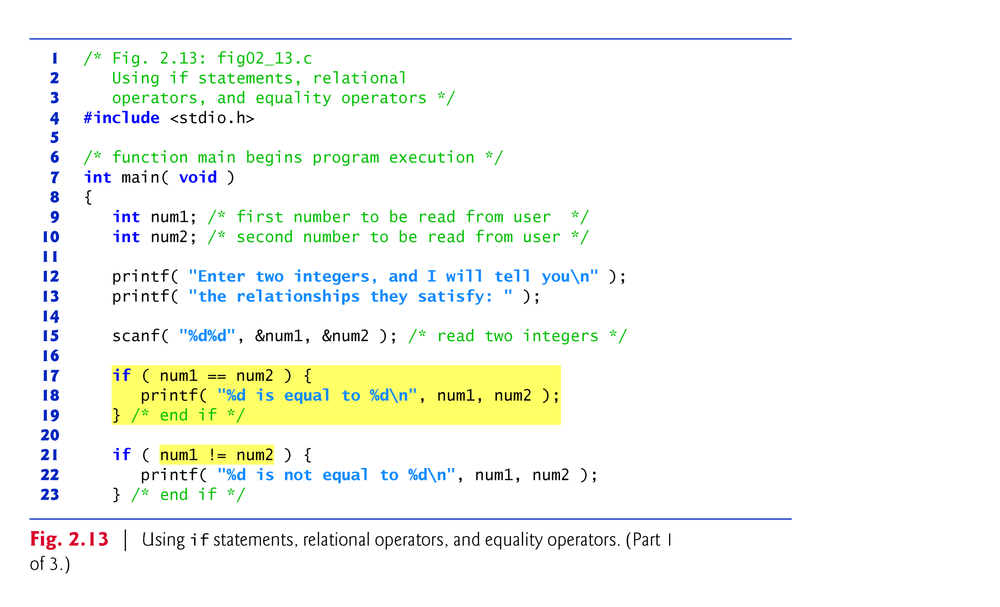 1 /* Fig. 2.13: fig02_13.c
2    Using if statements, relational
3    operators, and equality operators */
4 #include <stdio.h>
5
6 /* function main begins program execution */
7 int main( void )
8 {
9    int num1; /* first number to be read from user  */
10    int num2; /* second number to be read from user */
11
12    printf( "Enter two integers, and I will tell you\n" );
13    printf( "the relationships they satisfy: " );
14
15    scanf( "%d%d", &num1, &num2 ); /* read two integers */
16
17    if ( num1 == num2 ) {
18       printf( "%d is equal to %d\n", num1, num2 );
19    } /* end if */
20
21    if ( num1 != num2 ) {
22       printf( "%d is not equal to %d\n", num1, num2 );
23    } /* end if */
Fig. 2.13 | Using if statements, relational operators, and equality operators. (Part 1
of 3.)